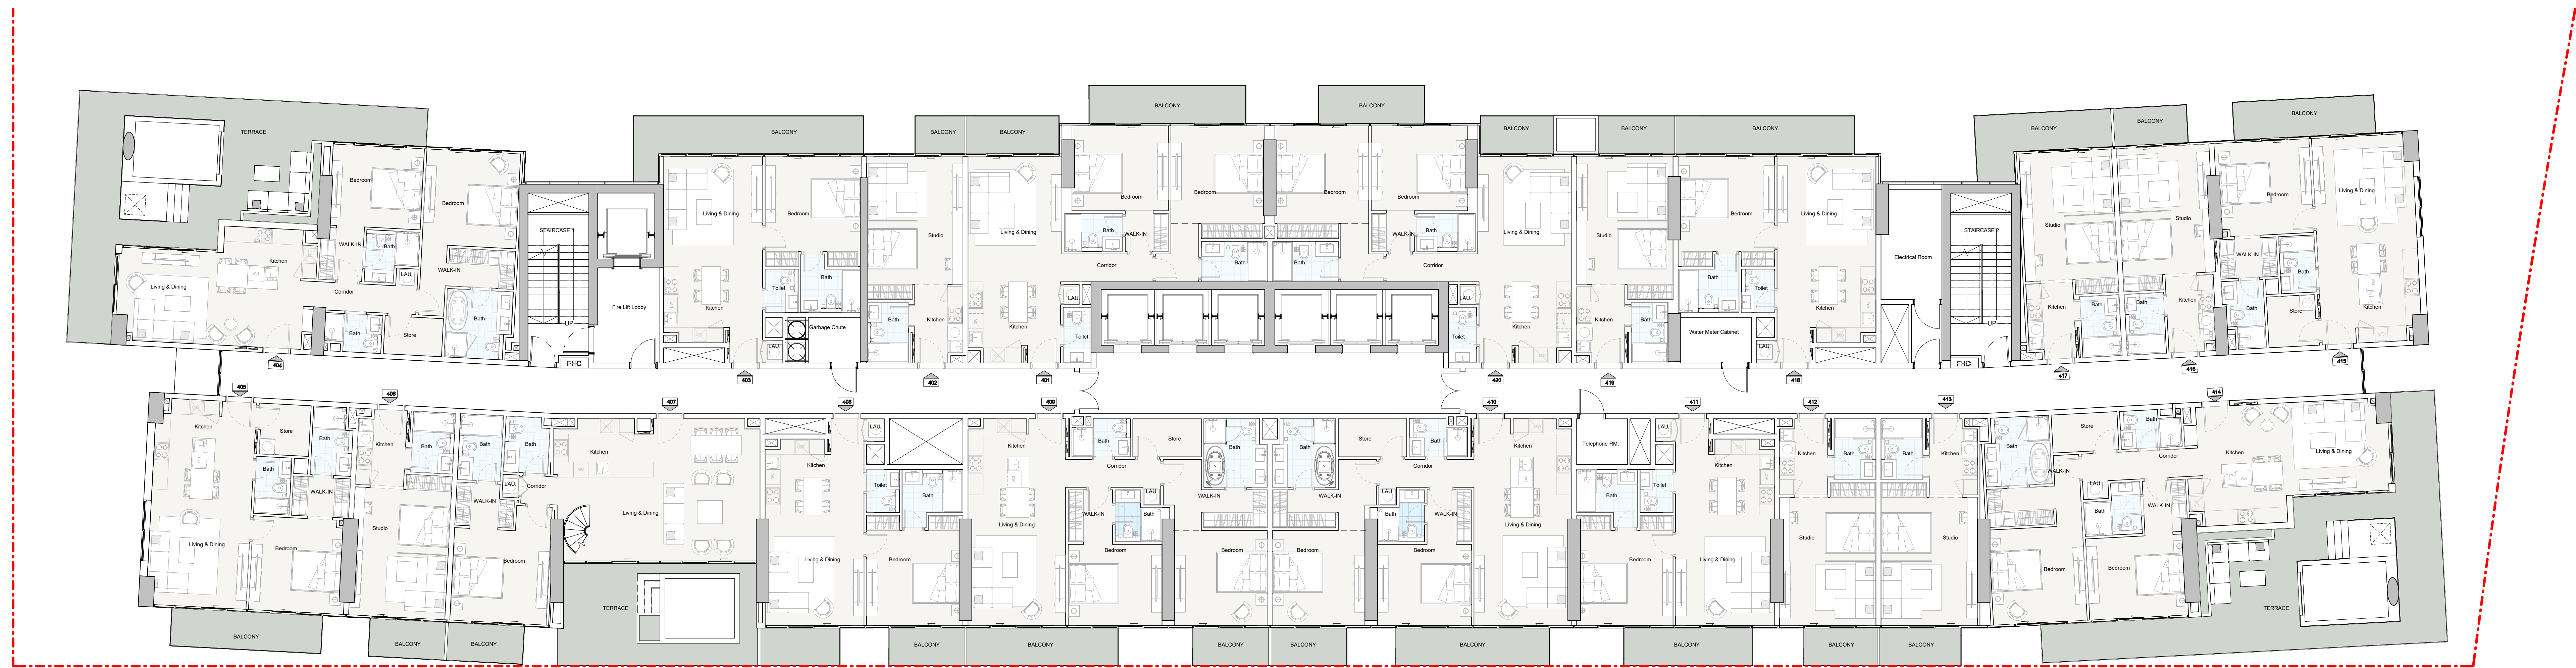 BALCONY
BALCONY
TERRACE
BALCONY
BALCONY
BALCONY
BALCONY
BALCONY
BALCONY
BALCONY
BALCONY
Bedroom
Bedroom
STAIRCASE 1
Living & Dining
Bedroom
Studio
Living & Dining
Bedroom
Bedroom
Bedroom
Bedroom
Living & Dining
Studio
Bedroom
Living & Dining
STAIRCASE 2
Studio
Studio
Bedroom
Living & Dining
WALK-IN
Bath
Kitchen
WALK-IN
LAU.
Living & Dining
Corridor
Bath
Bath
Store
UP
FHC
Fire Lift Lobby
Toilet
Bath
Kitchen
Garbage Chute
LAU.
Bath
Kitchen
Kitchen
LAU.
Toilet
Bath
WALK-IN
Corridor
Bath
Bath
WALK-IN
Bath
Corridor
LAU.
Toilet
Kitchen
Kitchen
Bath
Bath
Toilet
Water Meter Cabinet
LAU.
Kitchen
Electrical Room
UP
FHC
Kitchen
Bath
Bath
Kitchen
WALK-IN
Bath
Bath
Store
Kitchen
404
403
402
401
420
419
418
417
416
415
405
406
407
408
409
410
411
412
413
414
Kitchen
Store
Bath
Bath
WALK-IN
Living & Dining
Bedroom
Kitchen
Bath
Studio
Bath
Bath
LAU.
Corridor
WALK-IN
Bedroom
Kitchen
Living & Dining
LAU.
Kitchen
Toilet
Bath
Living & Dining
Bedroom
Kitchen
Living & Dining
Bath
Store
Corridor
LAU.
WALK-IN
Bath
Bedroom
Bath
WALK-IN
Bedroom
Bath
WALK-IN
Bedroom
Store
Bath
Corridor
LAU.
Bath
WALK-IN
Bedroom
Kitchen
Living & Dining
Telephone RM.
LAU.
Bath
Toilet
Kitchen
Bedroom
Living & Dining
Kitchen
Bath
Studio
Bath
Kitchen
Studio
Bath
WALK-IN
Store
Bath
Corridor
LAU.
Bath
WALK-IN
Kitchen
Living & Dining
Bedroom
Bedroom
TERRACE
TERRACE
BALCONY
BALCONY
BALCONY
BALCONY
BALCONY
BALCONY
BALCONY
BALCONY
BALCONY
BALCONY
BALCONY
BALCONY
BALCONY